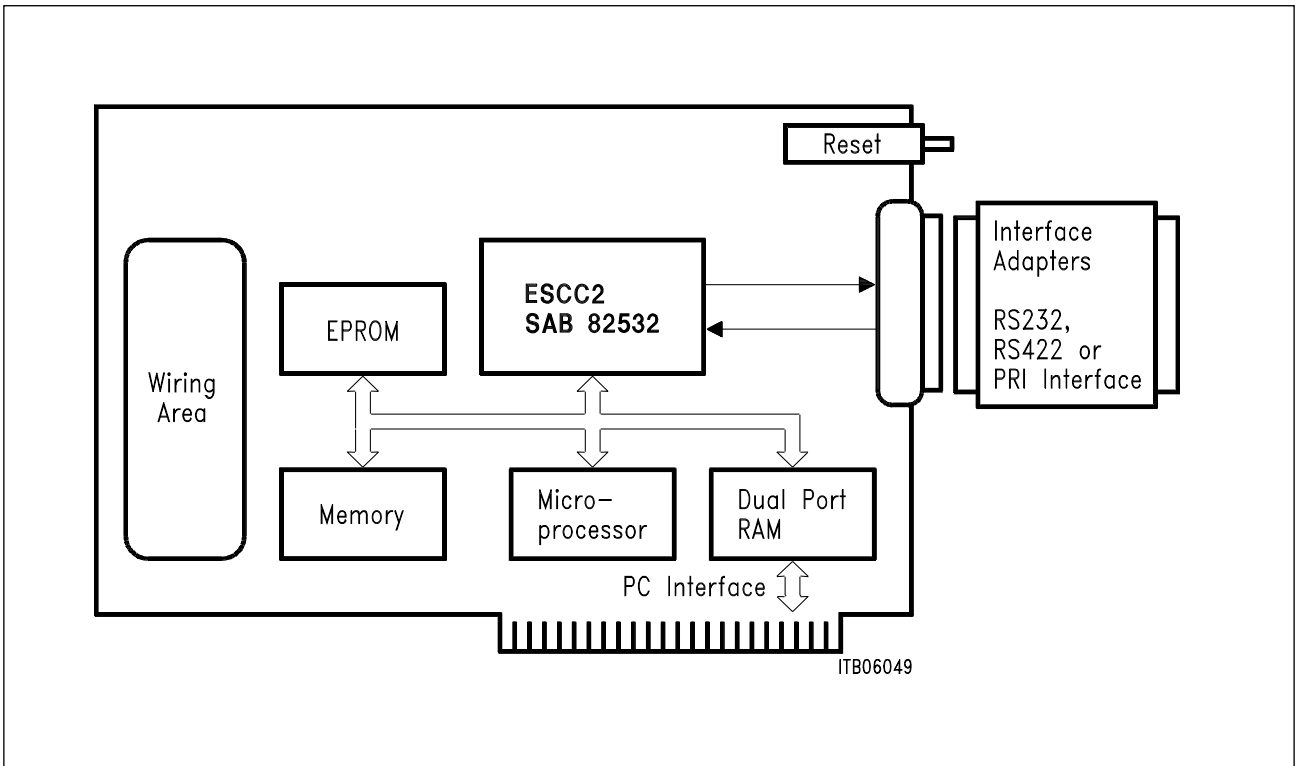 Reset
Interface
Adapters
RS232,
RS422 or
PRI Interface
ESCC2
SAB 82532
EPROM
Wiring
Area
Memory
Micro-
processor
Dual Port
RAM
PC Interface
ITB06049